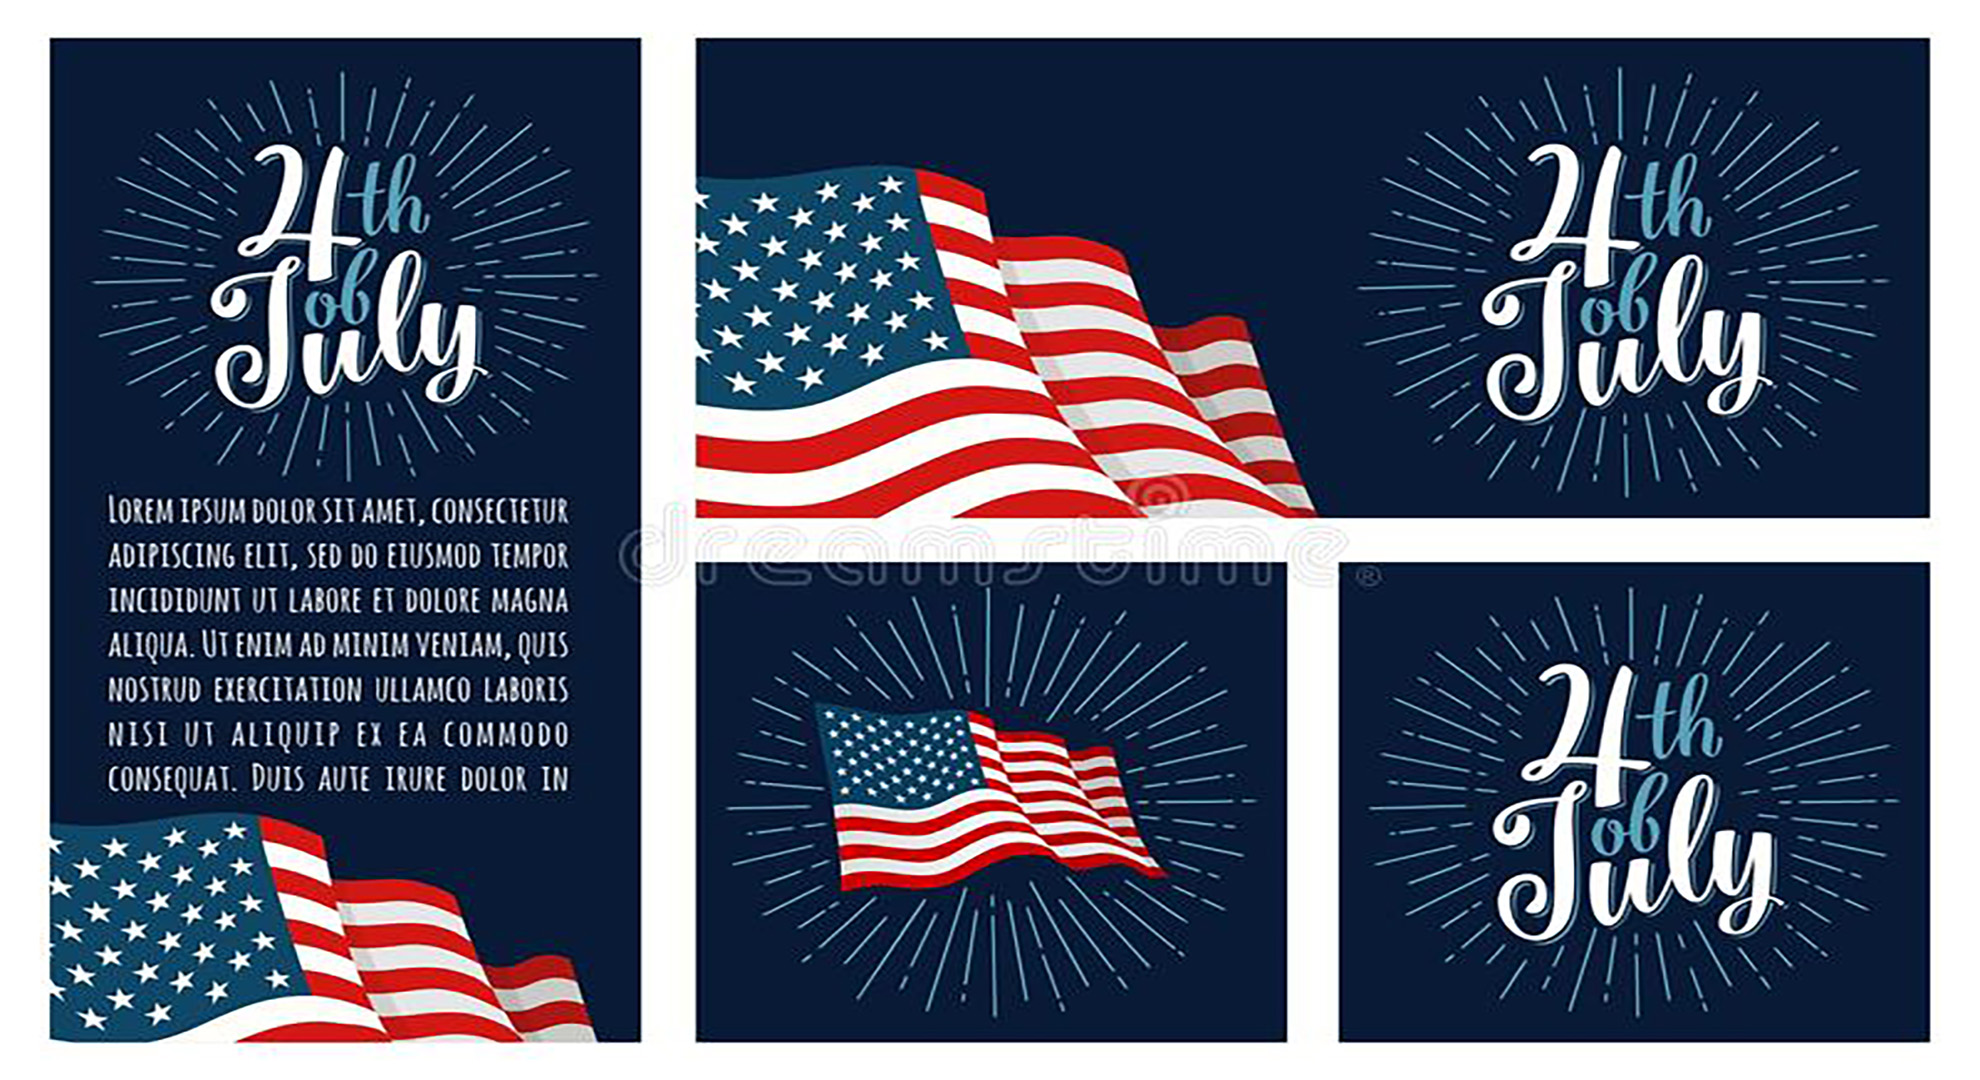 4th
of
July
LOREM IPSUM DOLOR SIT AMET, CONSECTETUR
ADIPISCING ELIT, SED DO EIUSMOD TEMPOR
INCIDIDUNT UT LABORE ET DOLORE MAGNA
ALIQUA. UT ENIM AD MINIM VENIAM, QUIS
NOSTRUD EXERCITATION ULLAMCO LABORIS
NISI UT ALIQUIP EX EA COMMODO
CONSEQUAT. DUIS AUTE IRURE DOLOR IN
4th
of
July
dreamstime®
4th
of
July